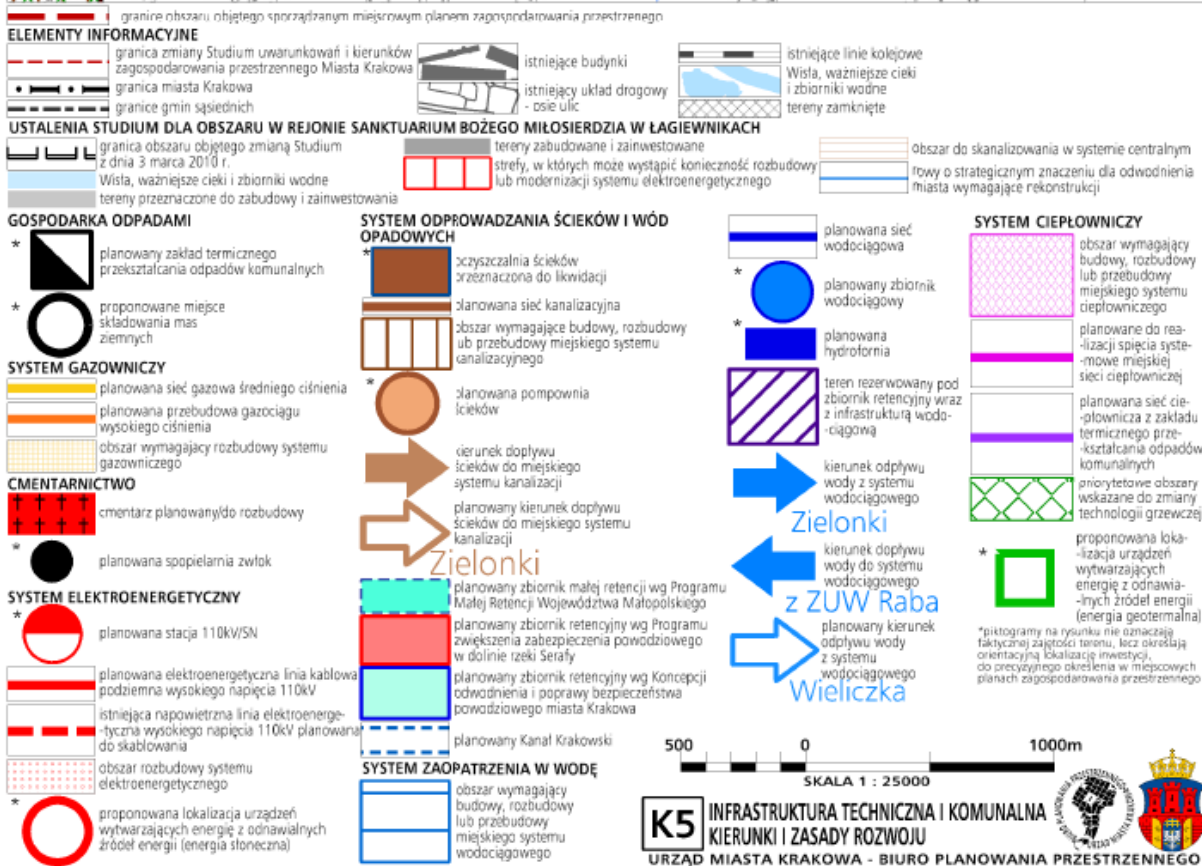 granice obszaru objętego sporządzanym miejscowym planem zagospodarowania przestrzenego
ELEMENTY INFORMACYJNE
granica zmiany Studium uwarunkowań i kierunków
zagospodarowania przestrzennego Miasta Krakowa
granica miasta Krakowa
granice gmin sąsiednich
istniejące budynki
istniejący układ drogowy
- osie ulic
istniejące linie kolejowe
Wisła, ważniejsze cieki
i zbiorniki wodne
tereny zamknięte
USTALENIA STUDIUM DLA OBSZARU W REJONIE SANKTUARIUM BOŻEGO MIŁOSIERDZIA W ŁAGIEWNIKACH
granica obszaru objętego zmianą Studium
z dnia 3 marca 2010 r.
Wisła, ważniejsze cieki i zbiorniki wodne
tereny przeznaczone do zabudowy i zainwestowania
tereny zabudowane i zainwestowane
strefy, w których może wystąpić konieczność rozbudowy
lub modernizacji systemu elektroenergetycznego
obszar do skanalizowania w systemie centralnym
rowy o strategicznym znaczeniu dla odwodnienia
miasta wymagające rekonstrukcji
GOSPODARKA ODPADAMI
*
planowany zakład termicznego
przekształcania odpadów komunalnych
*
proponowane miejsce
składowania mas
ziemnych
SYSTEM GAZOWNICZY
planowana sieć gazowa średniego ciśnienia
planowana przebudowa gazociągu
wysokiego ciśnienia
obszar wymagajacy rozbudowy systemu
gazowniczego
CMENTARNICTWO
cmentarz planowany/do rozbudowy
*
planowana spopielarnia zwłok
SYSTEM ELEKTROENERGETYCZNY
*
planowana stacja 110kV/SN
planowana elektroenergetyczna linia kablowa
podziemna wysokiego napięcia 110kV
istniejąca napowietrzna linia elektroenerge-
-tyczna wysokiego napięcia 110kV planowana
do skablowania
obszar rozbudowy systemu
elektroenergetycznego
*
proponowana lokalizacja urządzeń
wytwarzających energię z odnawialnych
źródeł energii (energia słoneczna)
SYSTEM ODPROWADZANIA ŚCIEKÓW I WÓD
OPADOWYCH
*
oczyszczalnia ścieków
przeznaczona do likwidacji
planowana sieć kanalizacyjna
obszar wymagające budowy, rozbudowy
lub przebudowy miejskiego systemu
kanalizacyjnego
*
planowana pompownia
ścieków
kierunek dopływu
ścieków do miejskiego
systemu kanalizacji
planowany kierunek dopływu
ścieków do miejskiego systemu
kanalizacji
Zielonki
planowany zbiornik małej retencji wg Programu
Małej Retencji Województwa Małopolskiego
planowany zbiornik retencyjny wg Programu
zwiększenia zabezpieczenia powodziowego
w dolinie rzeki Serafy
planowany zbiornik retencyjny wg Koncepcji
odwodnienia i poprawy bezpieczeństwa
powodziowego miasta Krakowa
planowany Kanał Krakowski
SYSTEM ZAOPATRZENIA W WODĘ
obszar wymagający
budowy, rozbudowy
lub przebudowy
miejskiego systemu
wodociągowego
planowana sieć
wodociągowa
*
planowany zbiornik
wodociągowy
*
planowana
hydrofornia
teren rezerwowany pod
zbiornik retencyjny wraz
z infrastrukturą wodo-
-ciągową
kierunek odpływu
wody z systemu
wodociągowego
Zielonki
kierunek dopływu
wody do systemu
wodociągowego
z ZUW Raba
planowany kierunek
odpływu wody
z systemu
wodociągowego
Wieliczka
SYSTEM CIEPŁOWNICZY
obszar wymagający
budowy, rozbudowy
lub przebudowy
miejskiego systemu
ciepłowniczego
planowane do rea-
-lizacji spięcia syste-
-mowe miejskiej
sieci ciepłowniczej
planowana sieć cie-
-płownicza z zakładu
termicznego prze-
-kształcania odpadów
komunalnych
priorytetowe obszary
wskazane do zmiany
technologii grzewczej
*
proponowana loka-
-lizacja urządzeń
wytwarzających
energię z odnawia-
-lnych źródeł energii
(energia geotermalna)
*piktogramy na rysunku nie oznaczają
faktycznej zajętości terenu, lecz określają
orientacyjną lokalizację inwestycji,
do precyzyjnego określenia w miejscowych
planach zagospodarowania przestrzennego
500 0 1000m
SKALA 1 : 25000
K5 INFRASTRUKTURA TECHNICZNA I KOMUNALNA
KIERUNKI I ZASADY ROZWOJU
URZĄD MIASTA KRAKOWA - BIURO PLANOWANIA PRZESTRZENNEGO